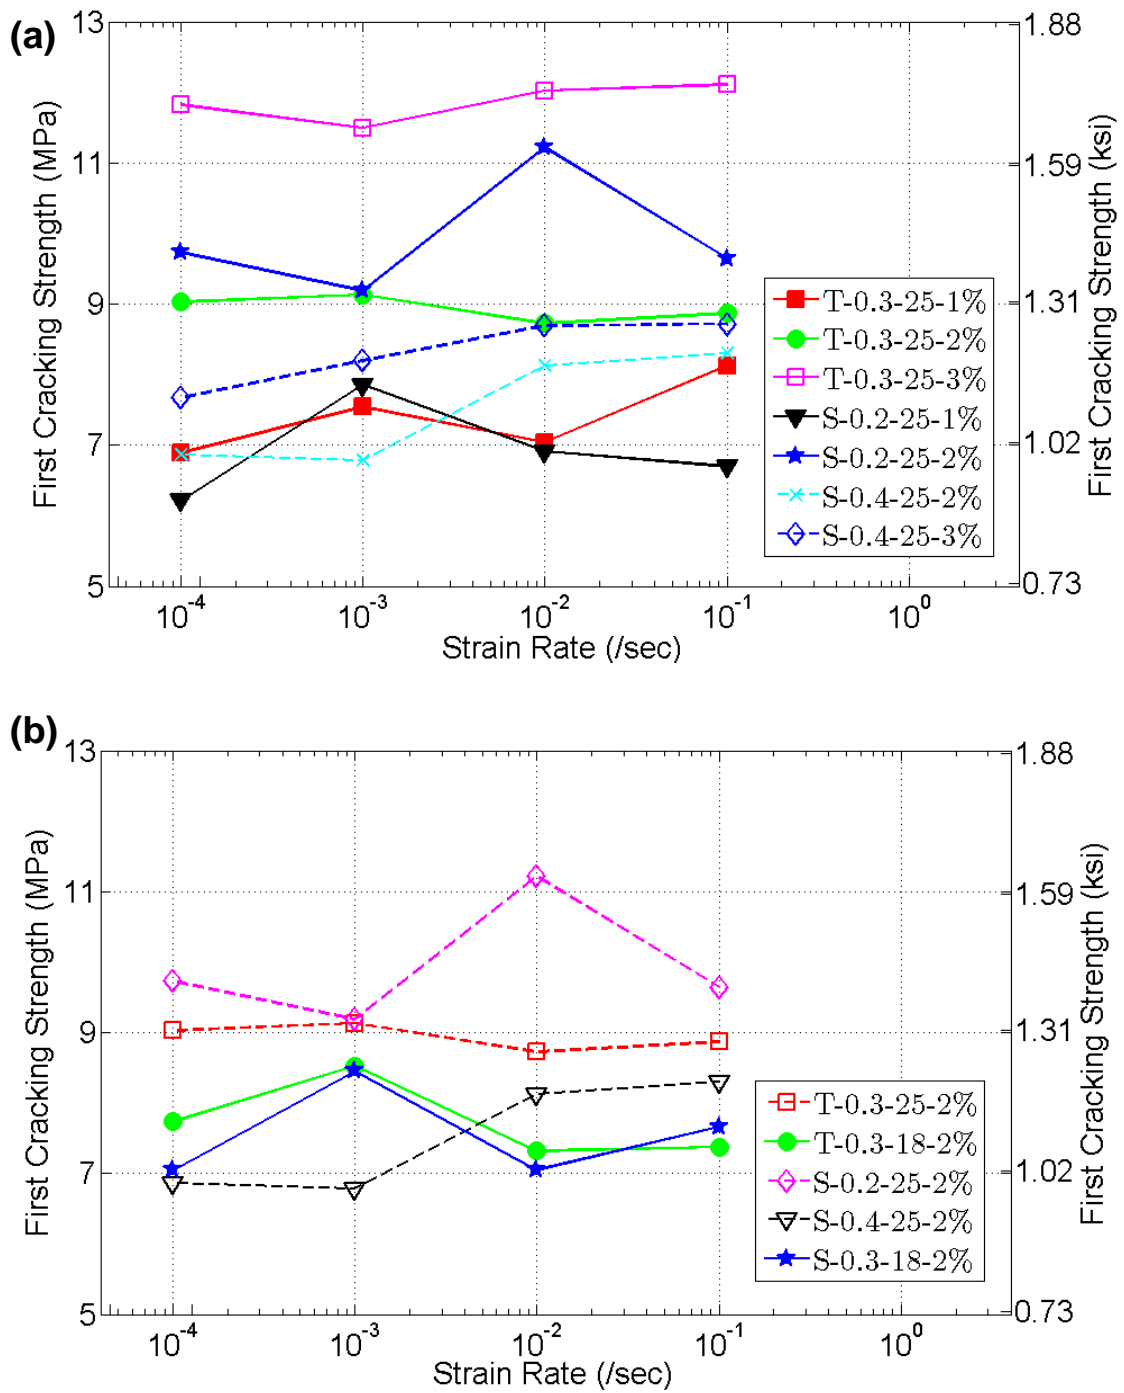 (a)
13
11
9
7
5
First Cracking Strength (MPa)
1.88
1.59
1.31
1.02
0.73
First Cracking Strength (ksi)
T-0.3-25-1%
T-0.3-25-2%
T-0.3-25-3%
S-0.2-25-1%
S-0.2-25-2%
S-0.4-25-2%
S-0.4-25-3%
10⁻⁴ 10⁻³ 10⁻² 10⁻¹ 10⁰
Strain Rate (/sec)
(b)
13
11
9
7
5
First Cracking Strength (MPa)
1.88
1.59
1.31
1.02
0.73
First Cracking Strength (ksi)
T-0.3-25-2%
T-0.3-18-2%
S-0.2-25-2%
S-0.4-25-2%
S-0.3-18-2%
10⁻⁴ 10⁻³ 10⁻² 10⁻¹ 10⁰
Strain Rate (/sec)